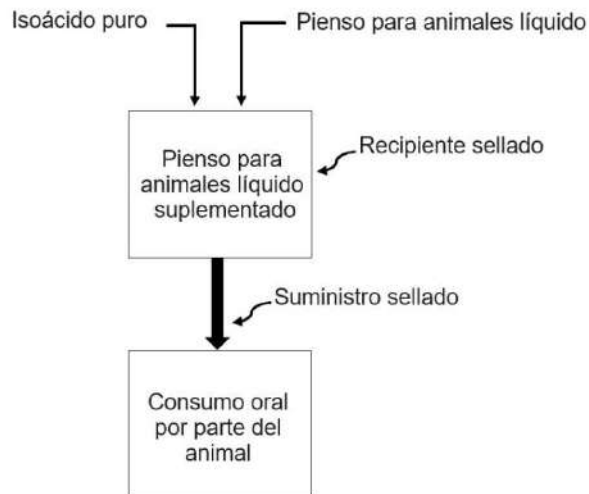 Isoácido puro
Pienso para animales líquido
Pienso para
animales líquido
suplementado
Recipiente sellado
Suministro sellado
Consumo oral
por parte del
animal